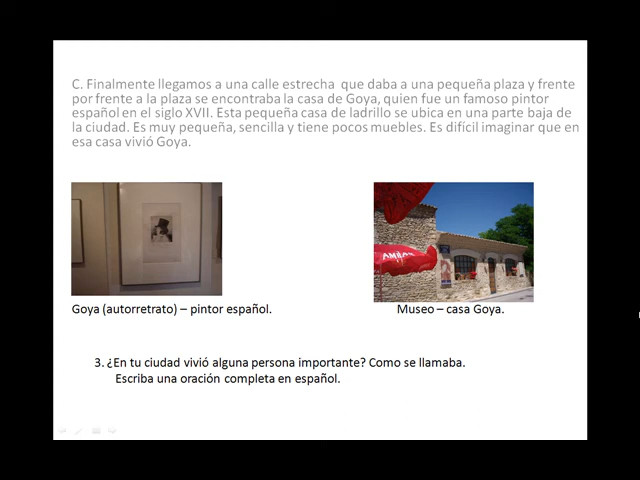 C. Finalmente llegamos a una calle estrecha que daba a una pequeña plaza y frente
por frente a la plaza se encontraba la casa de Goya, quien fue un famoso pintor
español en el siglo XVII. Esta pequeña casa de ladrillo se ubica en una parte baja de
la ciudad. Es muy pequeña, sencilla y tiene pocos muebles. Es difícil imaginar que en
esa casa vivió Goya.
Goya (autorretrato) – pintor español.
Museo – casa Goya.
3. ¿En tu ciudad vivió alguna persona importante? Como se llamaba.
Escriba una oración completa en español.